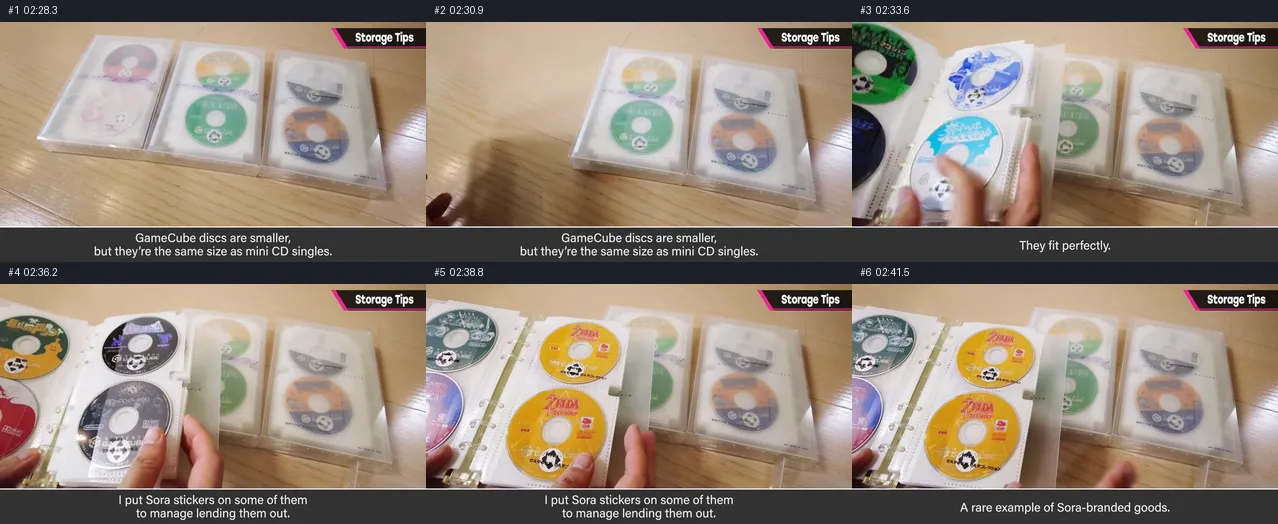 #1 02:28.3
Storage Tips
GameCube discs are smaller,
but they're the same size as mini CD singles.
#2 02:30.9
Storage Tips
GameCube discs are smaller,
but they're the same size as mini CD singles.
#3 02:33.6
Storage Tips
They fit perfectly.
#4 02:36.2
Storage Tips
I put Sora stickers on some of them
to manage lending them out.
#5 02:38.8
Storage Tips
ZELDA
ZELDA
I put Sora stickers on some of them
to manage lending them out.
#6 02:41.5
Storage Tips
ZELDA
ZELDA
A rare example of Sora-branded goods.